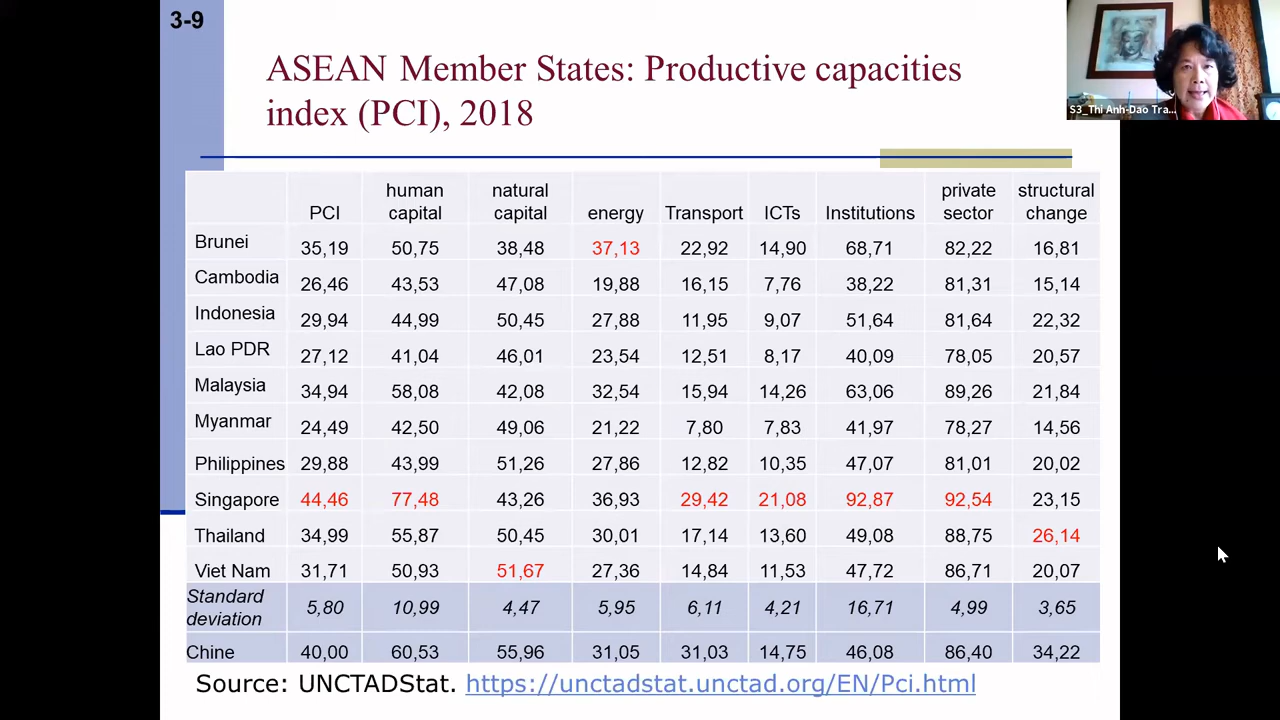 3-9
ASEAN Member States: Productive capacities
index (PCI), 2018
S3_Thi Anh-Dao Tra...
PCI human capital natural capital energy Transport ICTs Institutions private sector structural change
Brunei 35,19 50,75 38,48 37,13 22,92 14,90 68,71 82,22 16,81
Cambodia 26,46 43,53 47,08 19,88 16,15 7,76 38,22 81,31 15,14
Indonesia 29,94 44,99 50,45 27,88 11,95 9,07 51,64 81,64 22,32
Lao PDR 27,12 41,04 46,01 23,54 12,51 8,17 40,09 78,05 20,57
Malaysia 34,94 58,08 42,08 32,54 15,94 14,26 63,06 89,26 21,84
Myanmar 24,49 42,50 49,06 21,22 7,80 7,83 41,97 78,27 14,56
Philippines 29,88 43,99 51,26 27,86 12,82 10,35 47,07 81,01 20,02
Singapore 44,46 77,48 43,26 36,93 29,42 21,08 92,87 92,54 23,15
Thailand 34,99 55,87 50,45 30,01 17,14 13,60 49,08 88,75 26,14
Viet Nam 31,71 50,93 51,67 27,36 14,84 11,53 47,72 86,71 20,07
Standard deviation 5,80 10,99 4,47 5,95 6,11 4,21 16,71 4,99 3,65
Chine 40,00 60,53 55,96 31,05 31,03 14,75 46,08 86,40 34,22
Source: UNCTADStat. https://unctadstat.unctad.org/EN/Pci.html